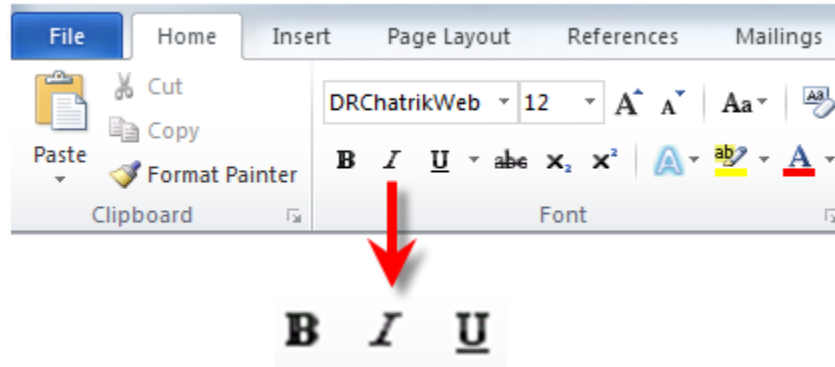 File Home Insert Page Layout References Mailings
Cut
DRChatrikWeb 12 A A Aa
Copy
Paste
Format Painter
B I U abc X₂ X² A ab A
Clipboard Font
B I U